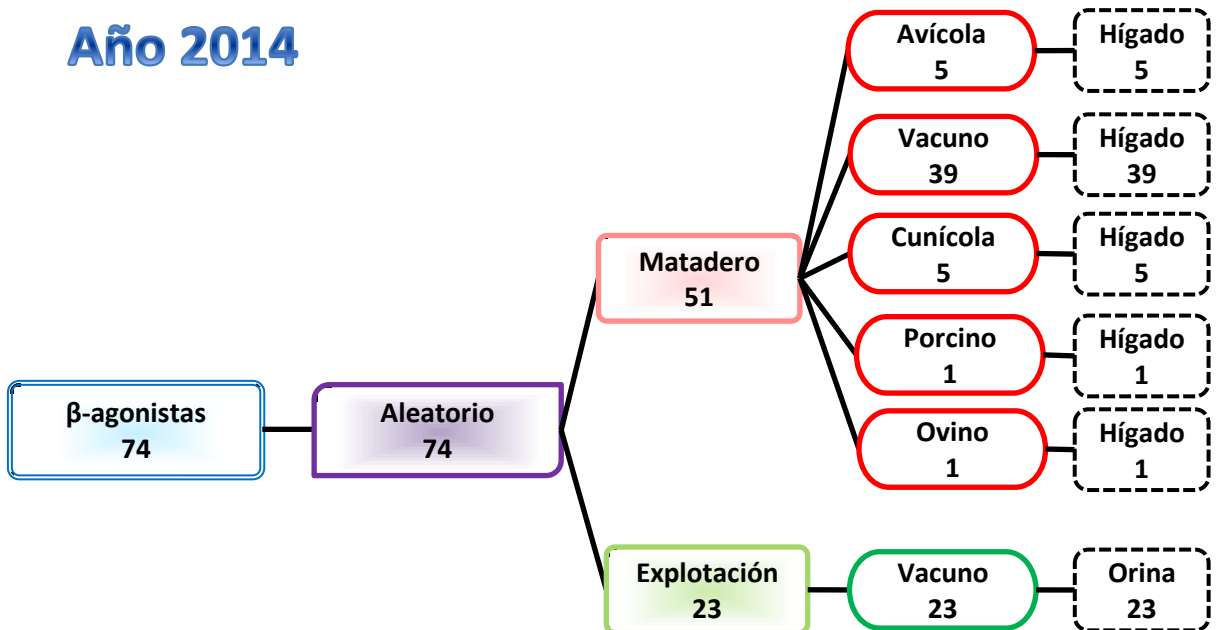 Año 2014
Avícola
5
Hígado
5
Vacuno
39
Hígado
39
Cunícola
5
Hígado
5
Matadero
51
Porcino
1
Hígado
1
β-agonistas
74
Aleatorio
74
Ovino
1
Hígado
1
Explotación
23
Vacuno
23
Orina
23